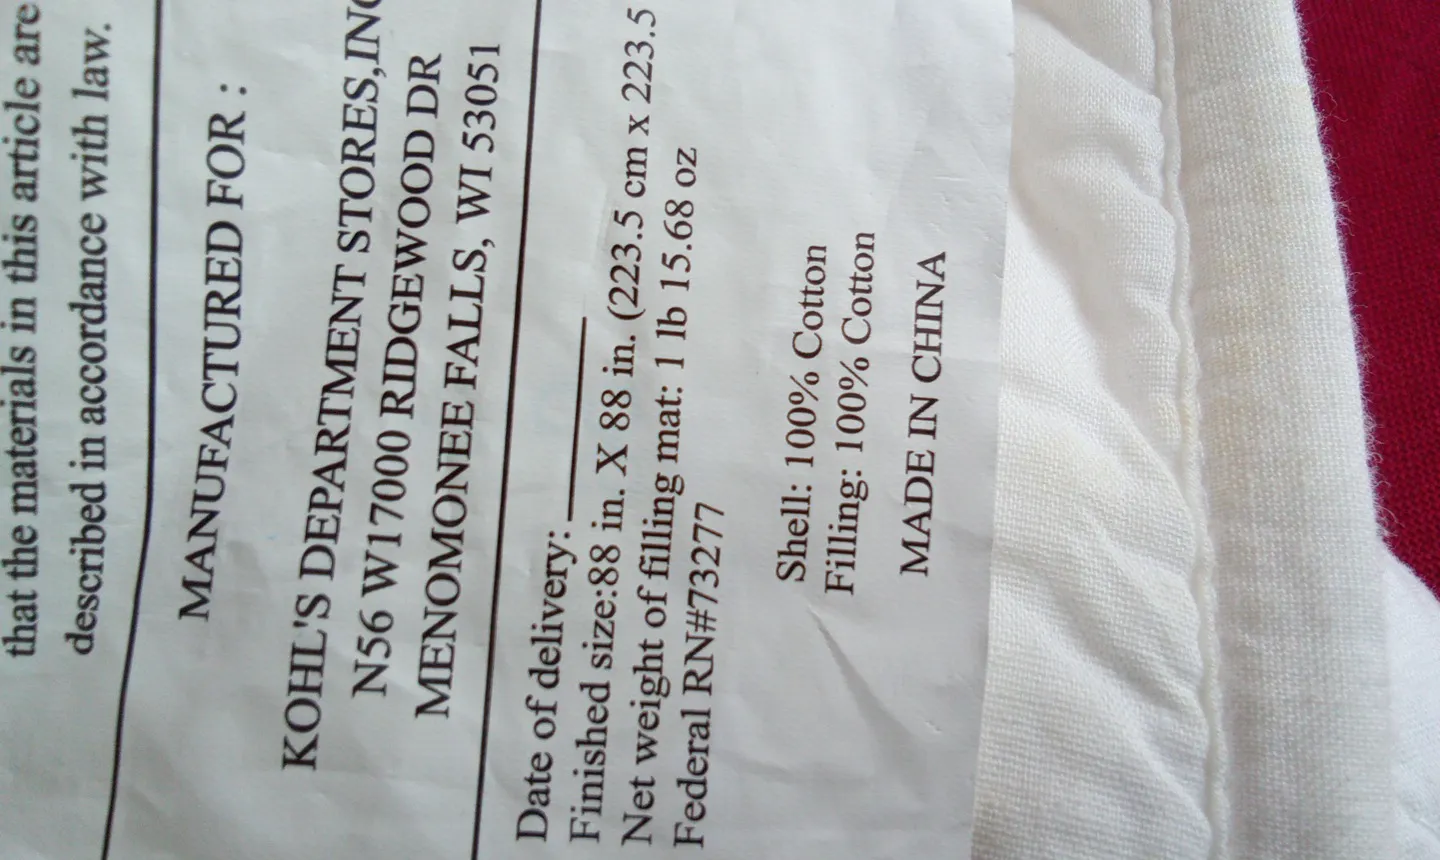 that the materials in this article are
described in accordance with law.
MANUFACTURED FOR :
KOHL'S DEPARTMENT STORES,INC
N56 W17000 RIDGEWOOD DR
MENOMONEE FALLS, WI 53051
Date of delivery:
Finished size:88 in. X 88 in. (223.5 cm x 223.5
Net weight of filling mat: 1 lb 15.68 oz
Federal RN#73277
Shell: 100% Cotton
Filling: 100% Cotton
MADE IN CHINA